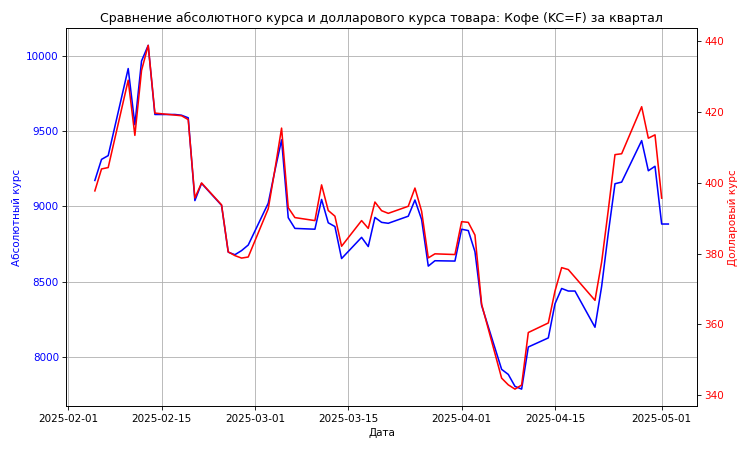 Сравнение абсолютного курса и долларового курса товара: Кофе (KC=F) за квартал
Абсолютный курс
10000
9500
9000
8500
8000
440
420
400
380
360
340
Долларовый курс
2025-02-01 2025-02-15 2025-03-01 2025-03-15 2025-04-01 2025-04-15 2025-05-01
Дата